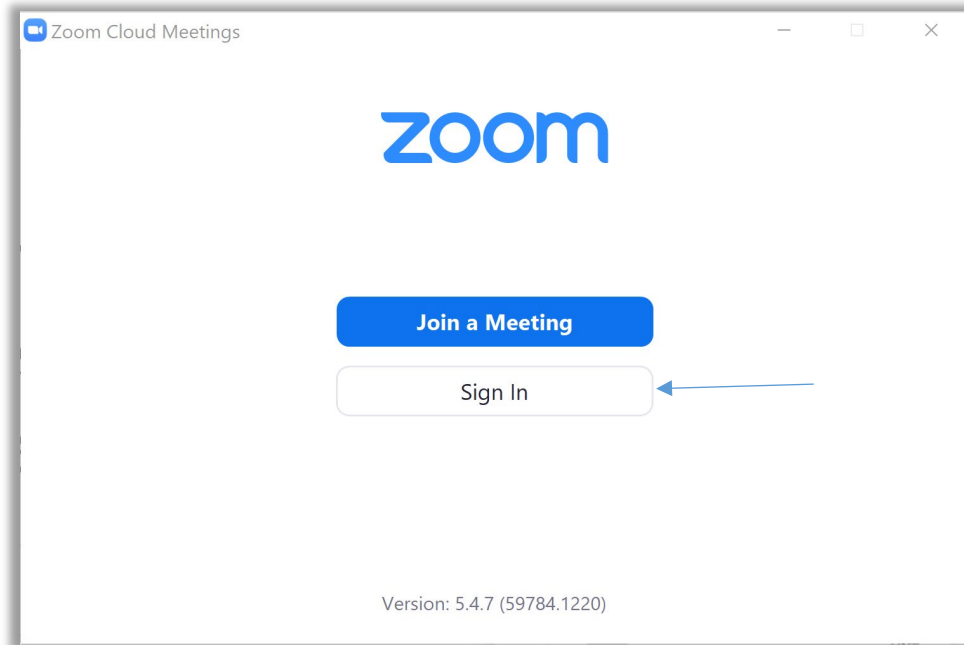 Zoom Cloud Meetings
zoom
Join a Meeting
Sign In
Version: 5.4.7 (59784.1220)